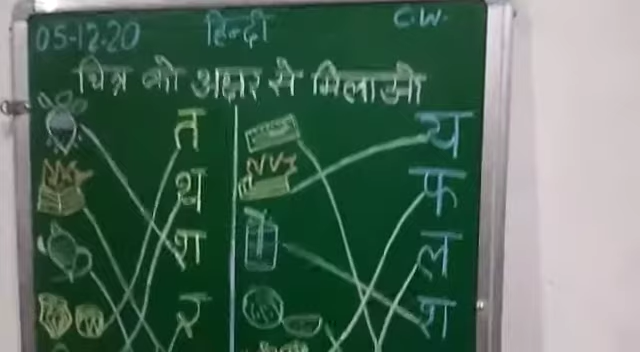 05-12-20 हिन्दी C.W.
चित्र को अक्षर से मिलाओ
त
थ
श
र
य
फ
ल
श